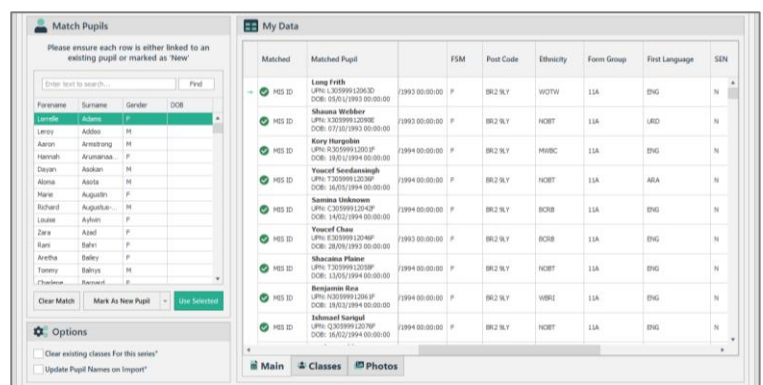 Match Pupils
Please ensure each row is either linked to an
existing pupil or marked as 'New'
Enter text to search... Find
Forename Surname Gender DOB
Lorrelle Adams F
Leroy Addoo M
Aaron Armstrong M
Hannah Arumainaa... F
Dayan Asokan M
Aloma Asota M
Marie Augustin F
Richard Augustus-... M
Louise Aylwin F
Zara Azad F
Rani Bahri F
Aretha Bailey F
Tommy Balnys M
Charlene Barnard F
Clear Match Mark As New Pupil Use Selected
Options
Clear existing classes For this series*
Update Pupil Names on Import*
My Data
Matched Matched Pupil FSM Post Code Ethnicity Form Group First Language SEN
Long Frith
MIS ID UPN: L30599912063D /1993 00:00:00 F BR2 9LY WOTW 11A ENG N
DOB: 05/01/1993 00:00:00
Shauna Webber
MIS ID UPN: X30599912090E /1993 00:00:00 F BR2 9LY NOBT 11A URD N
DOB: 07/10/1993 00:00:00
Kory Hurgobin
MIS ID UPN: R30599912001F /1994 00:00:00 F BR2 9LY MWBC 11A ENG N
DOB: 19/01/1994 00:00:00
Youcef Seedansingh
MIS ID UPN: T30599912036F /1994 00:00:00 F BR2 9LY NOBT 11A ARA N
DOB: 16/05/1994 00:00:00
Samina Unknown
MIS ID UPN: C30599912042F /1994 00:00:00 F BR2 9LY BCRB 11A ENG N
DOB: 14/02/1994 00:00:00
Youcef Chau
MIS ID UPN: E30599912046F /1993 00:00:00 F BR2 9LY BCRB 11A ENG N
DOB: 28/09/1993 00:00:00
Shacaina Plaine
MIS ID UPN: T30599912058F /1994 00:00:00 F BR2 9LY NOBT 11A ENG N
DOB: 13/05/1994 00:00:00
Benjamin Rea
MIS ID UPN: N30599912061F /1994 00:00:00 F BR2 9LY WBRI 11A ENG N
DOB: 19/03/1994 00:00:00
Ishmael Sarigul
MIS ID UPN: Q30599912076F /1994 00:00:00 F BR2 9LY NOBT 11A ENG N
DOB: 16/02/1994 00:00:00
Main Classes Photos